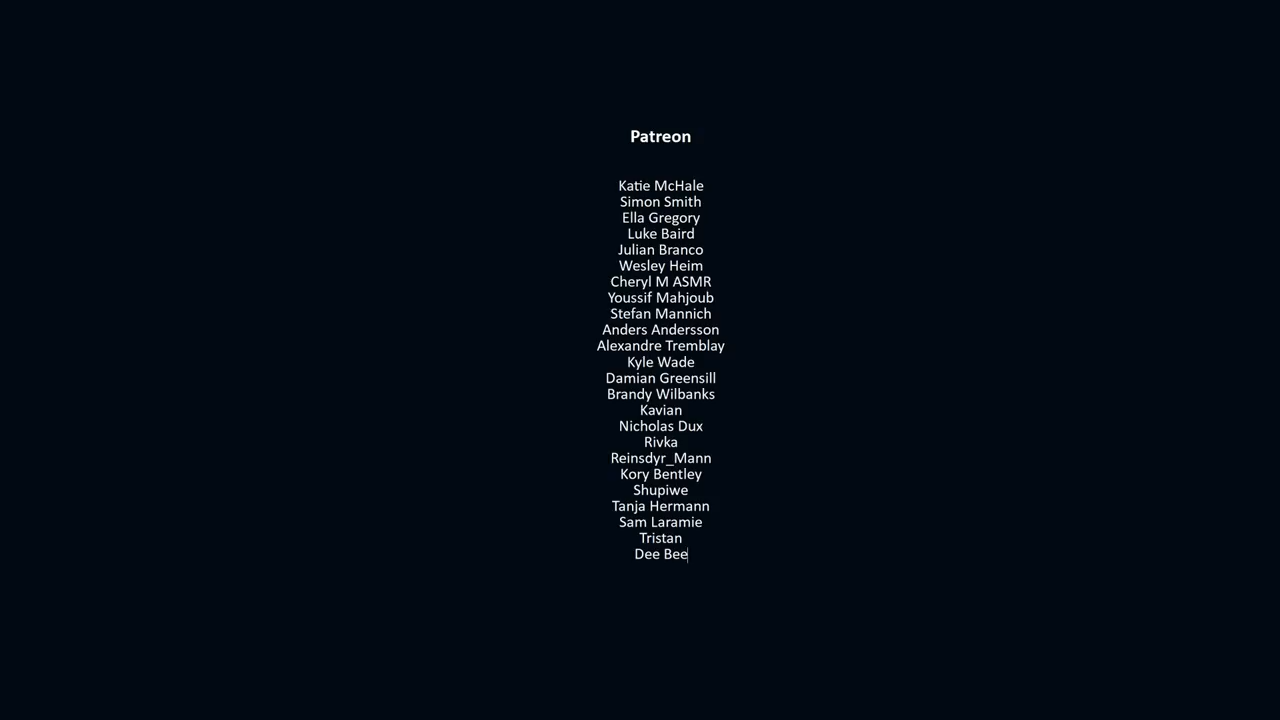 Patreon
Katie McHale
Simon Smith
Ella Gregory
Luke Baird
Julian Branco
Wesley Heim
Cheryl M ASMR
Youssif Mahjoub
Stefan Mannich
Anders Andersson
Alexandre Tremblay
Kyle Wade
Damian Greensill
Brandy Wilbanks
Kavian
Nicholas Dux
Rivka
Reinsdyr_Mann
Kory Bentley
Shupiwe
Tanja Hermann
Sam Laramie
Tristan
Dee Bee